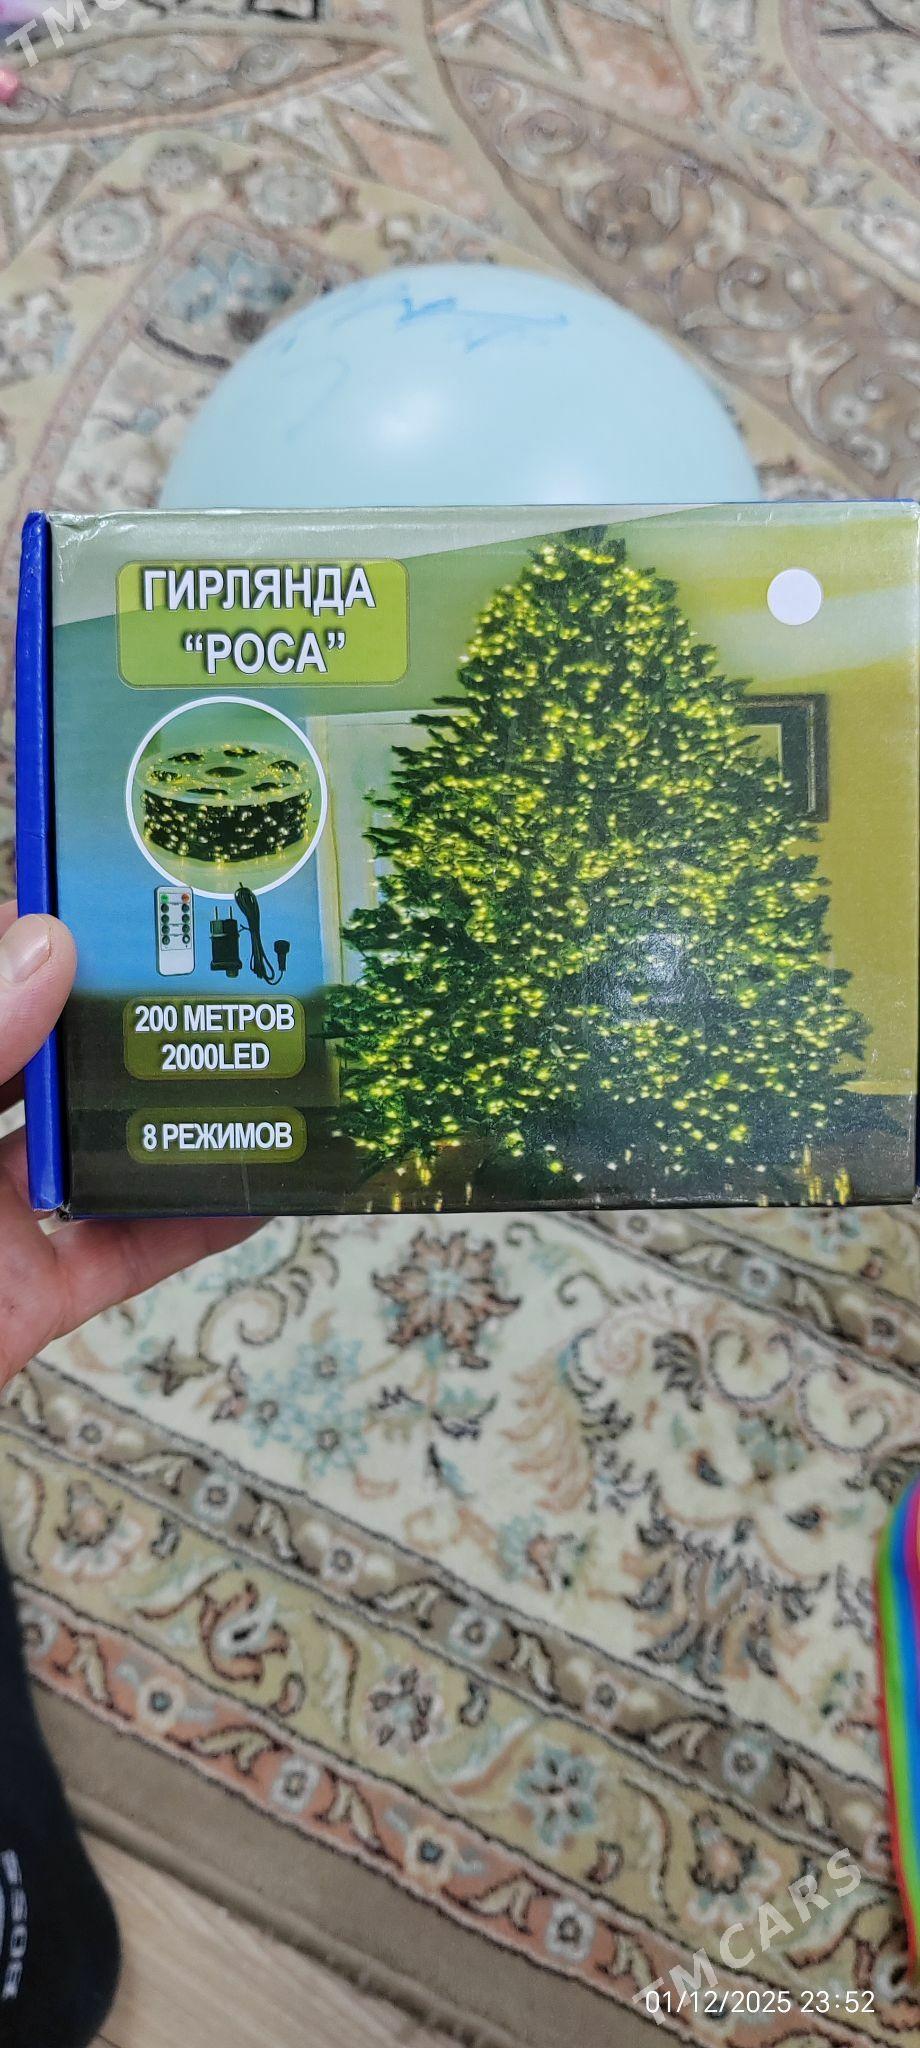 ГИРЛЯНДА
“РОСА”
200 МЕТРОВ
2000LED
8 РЕЖИМОВ
TMCARS
01/12/2025 23:52